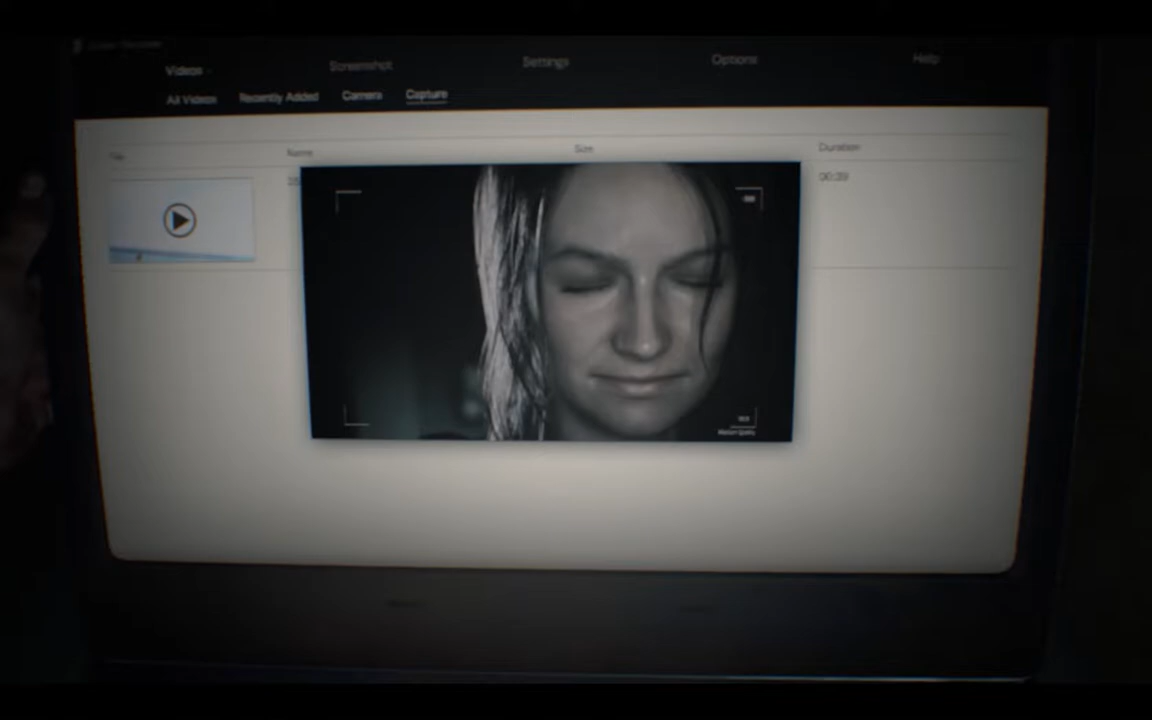 Videos Screenshot Settings Options Help
All Videos Recently Added Camera Capture
Name Size Duration
00:39